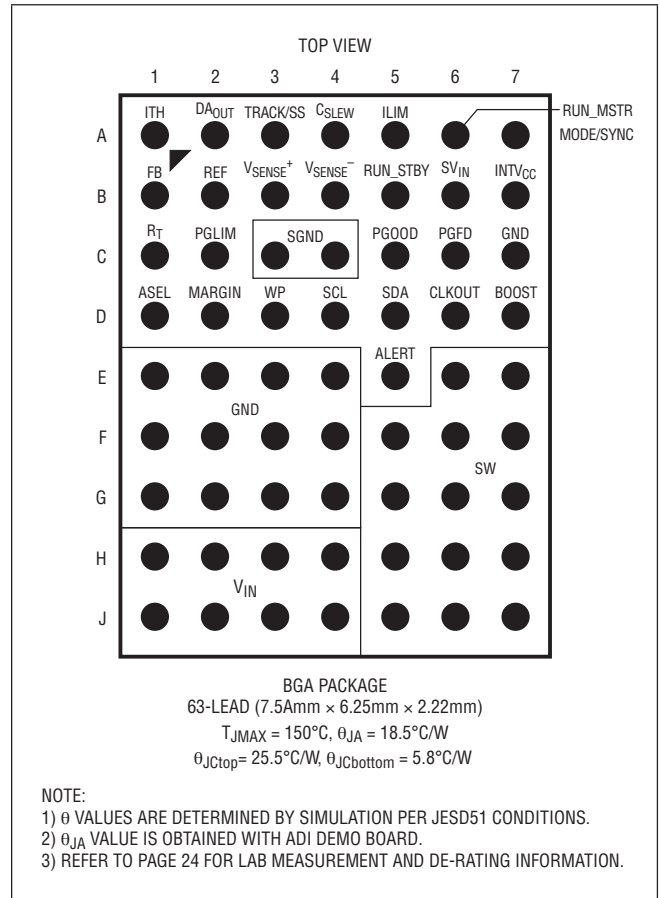 TOP VIEW
1 2 3 4 5 6 7
ITH DAOUT TRACK/SS CSLEW ILIM RUN_MSTR
A MODE/SYNC
FB REF VSENSE+ VSENSE– RUN_STBY SVIN INTVCC
B
RT PGLIM SGND PGOOD PGFD GND
C
ASEL MARGIN WP SCL SDA CLKOUT BOOST
D
ALERT
E
GND
F
SW
G
H
VIN
J
BGA PACKAGE
63-LEAD (7.5Amm × 6.25mm × 2.22mm)
TJMAX = 150°C, θJA = 18.5°C/W
θJCtop= 25.5°C/W, θJCbottom = 5.8°C/W
NOTE:
1) θ VALUES ARE DETERMINED BY SIMULATION PER JESD51 CONDITIONS.
2) θJA VALUE IS OBTAINED WITH ADI DEMO BOARD.
3) REFER TO PAGE 24 FOR LAB MEASUREMENT AND DE-RATING INFORMATION.